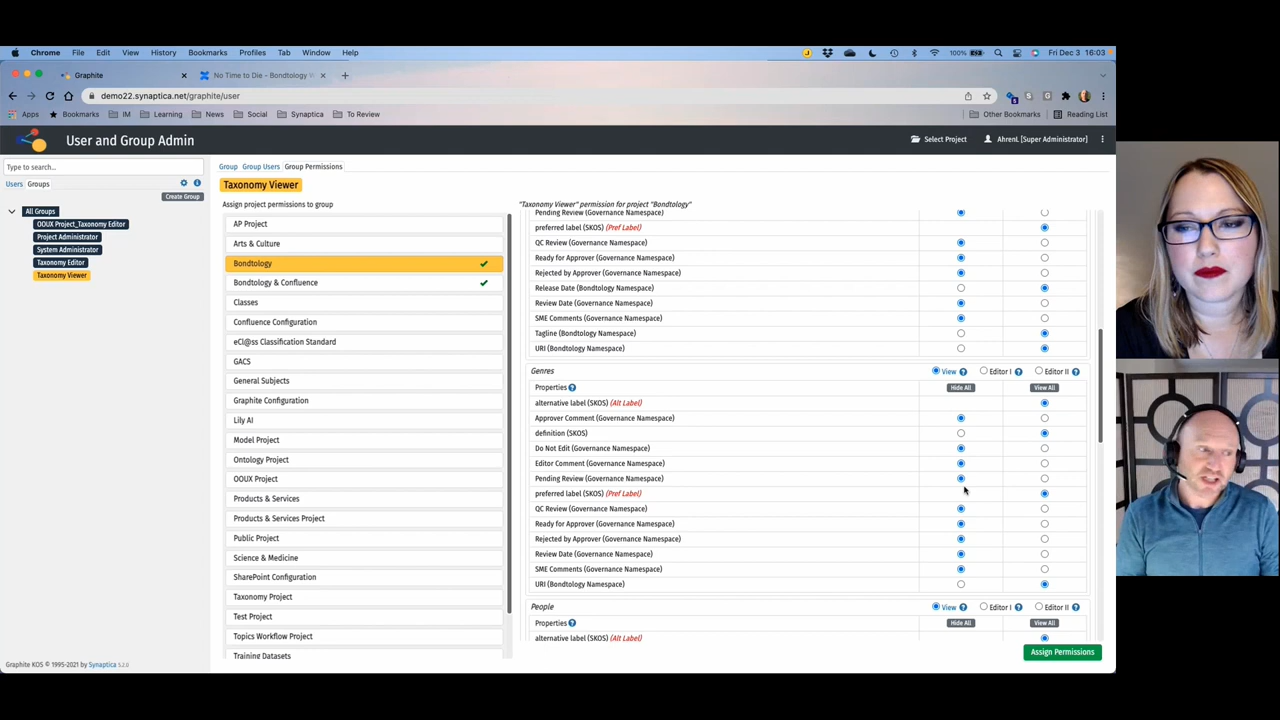 Chrome File Edit View History Bookmarks Profiles Tab Window Help 100% Fri Dec 3 16:03
Graphite No Time to Die - Bondtology
demo22.synaptica.net/graphite/user
Apps Bookmarks IM Learning News Social Synaptica To Review Other Bookmarks Reading List
User and Group Admin Select Project AhrenL [Super Administrator]
Type to search...
Users Groups
Create Group
All Groups
OOUX Project_Taxonomy Editor
Project Administrator
System Administrator
Taxonomy Editor
Taxonomy Viewer
Group Group Users Group Permissions
Taxonomy Viewer
Assign project permissions to group
AP Project
Arts & Culture
Bondtology
Bondtology & Confluence
Classes
Confluence Configuration
eCl@ss Classification Standard
GACS
General Subjects
Graphite Configuration
Lily AI
Model Project
Ontology Project
OOUX Project
Products & Services
Products & Services Project
Public Project
Science & Medicine
SharePoint Configuration
Taxonomy Project
Test Project
Topics Workflow Project
Training Datasets
"Taxonomy Viewer" permission for project "Bondtology"
Pending Review (Governance Namespace)
preferred label (SKOS) (Pref Label)
QC Review (Governance Namespace)
Ready for Approver (Governance Namespace)
Rejected by Approver (Governance Namespace)
Release Date (Bondtology Namespace)
Review Date (Governance Namespace)
SME Comments (Governance Namespace)
Tagline (Bondtology Namespace)
URI (Bondtology Namespace)
Genres View Editor I Editor II
Properties Hide All View All
alternative label (SKOS) (Alt Label)
Approver Comment (Governance Namespace)
definition (SKOS)
Do Not Edit (Governance Namespace)
Editor Comment (Governance Namespace)
Pending Review (Governance Namespace)
preferred label (SKOS) (Pref Label)
QC Review (Governance Namespace)
Ready for Approver (Governance Namespace)
Rejected by Approver (Governance Namespace)
Review Date (Governance Namespace)
SME Comments (Governance Namespace)
URI (Bondtology Namespace)
People View Editor I Editor II
Properties Hide All View All
alternative label (SKOS) (Alt Label)
Assign Permissions
Graphite KOS © 1995-2021 by Synaptica 5.2.0